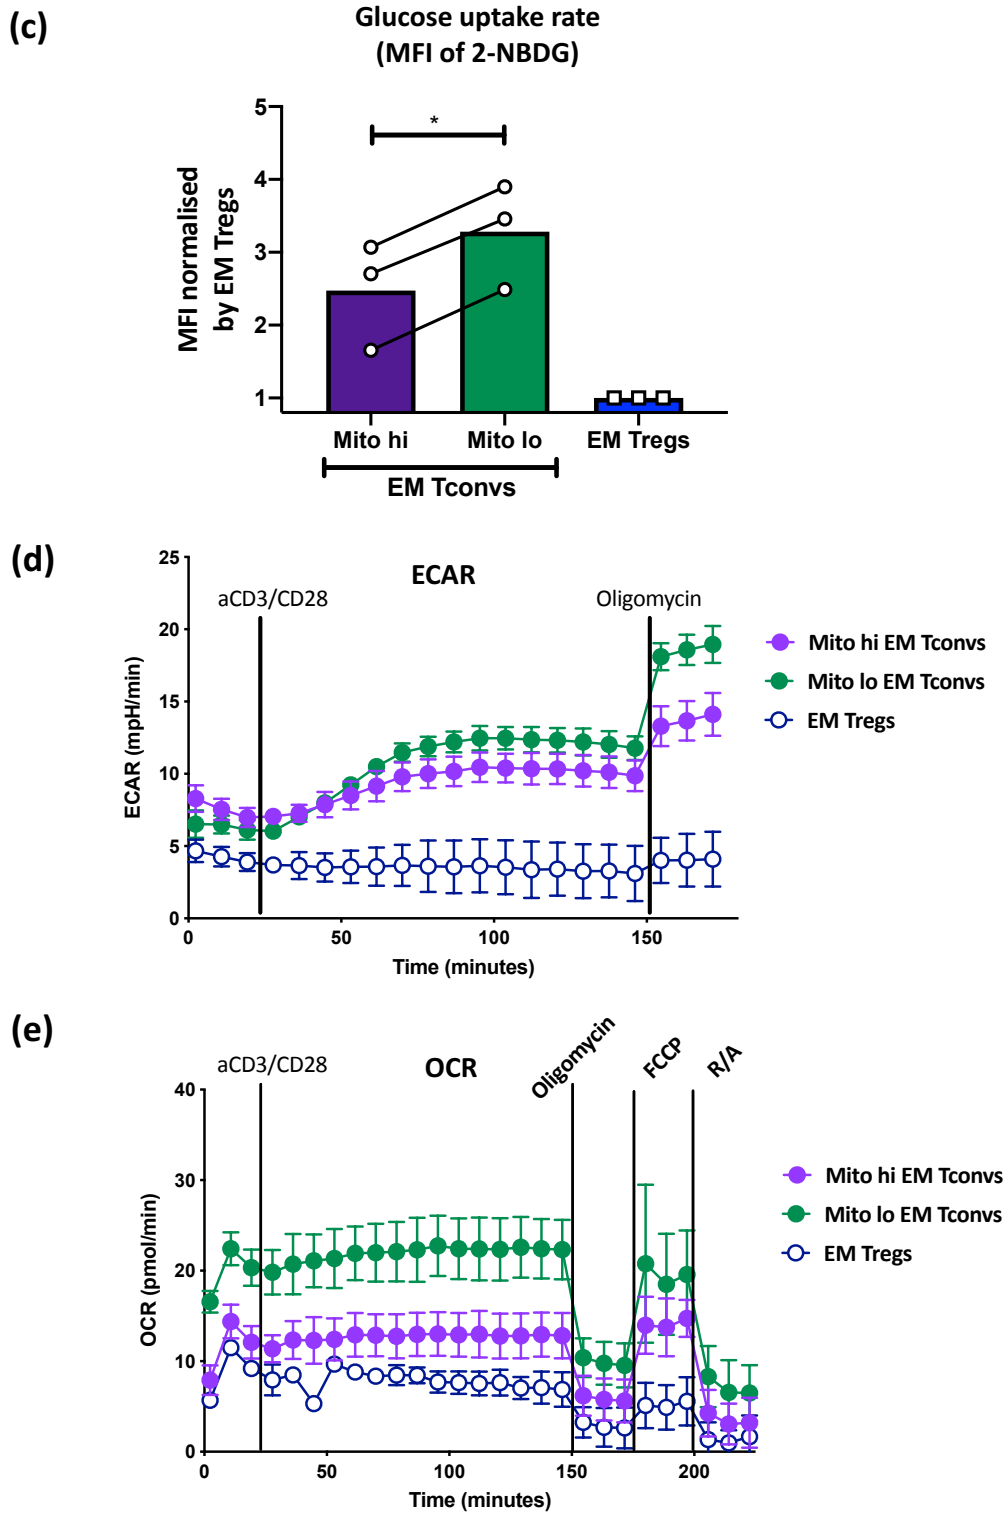 (c)
Glucose uptake rate
(MFI of 2-NBDG)
MFI normalised
by EM Tregs
5
4
3
2
1
*
Mito hi
Mito lo
EM Tregs
EM Tconvs
(d)
ECAR
aCD3/CD28
Oligomycin
ECAR (mpH/min)
25
20
15
10
5
0
0
50
100
150
Time (minutes)
Mito hi EM Tconvs
Mito lo EM Tconvs
EM Tregs
(e)
aCD3/CD28
OCR
Oligomycin
FCCP
R/A
OCR (pmol/min)
40
30
20
10
0
0
50
100
150
200
Time (minutes)
Mito hi EM Tconvs
Mito lo EM Tconvs
EM Tregs